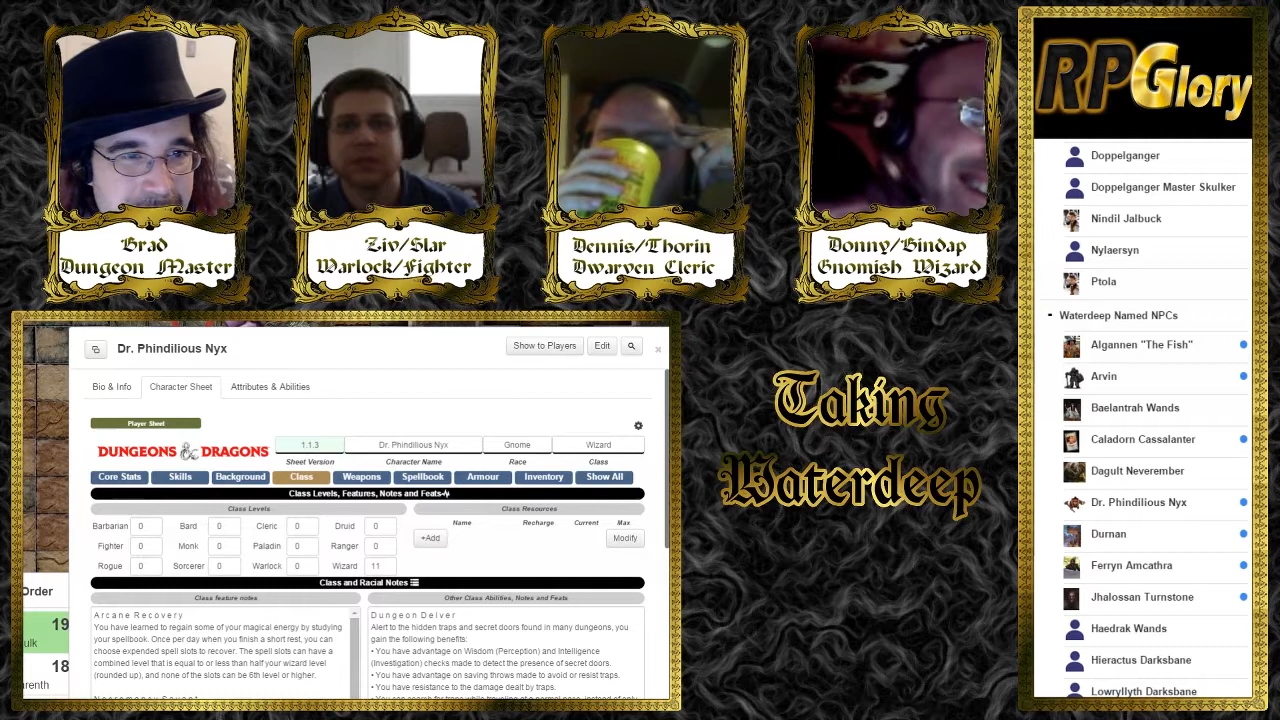 RPGlory
Brad
Dungeon Master
Ziv/Slar
Warlock/Fighter
Dennis/Thorin
Dwarven Cleric
Donny/Bindap
Gnomish Wizard
Doppelganger
Doppelganger Master Skulker
Nindil Jalbuck
Nylaersyn
Ptola
Waterdeep Named NPCs
Algannen "The Fish"
Arvin
Baelantrah Wands
Caladorn Cassalanter
Dagult Neverember
Dr. Phindilious Nyx
Durnan
Ferryn Amcathra
Jhalossan Turnstone
Haedrak Wands
Hieractus Darksbane
Lowryllyth Darksbane
Taking
Waterdeep
Dr. Phindilious Nyx
Show to Players Edit
Bio & Info Character Sheet Attributes & Abilities
Player Sheet
DUNGEONS & DRAGONS
1.1.3 Dr. Phindilious Nyx Gnome Wizard
Sheet Version Character Name Race Class
Core Stats Skills Background Class Weapons Spellbook Armour Inventory Show All
Class Levels, Features, Notes and Feats
Class Levels Class Resources
Name Recharge Current Max
Barbarian 0 Bard 0 Cleric 0 Druid 0
+Add Modify
Fighter 0 Monk 0 Paladin 0 Ranger 0
Rogue 0 Sorcerer 0 Warlock 0 Wizard 11
Class and Racial Notes
Class feature notes Other Class Abilities, Notes and Feats
Arcane Recovery
You have learned to regain some of your magical energy by studying
your spellbook. Once per day when you finish a short rest, you can
choose expended spell slots to recover. The spell slots can have a
combined level that is equal to or less than half your wizard level
(rounded up), and none of the slots can be 6th level or higher.
Dungeon Delver
Alert to the hidden traps and secret doors found in many dungeons, you
gain the following benefits:
• You have advantage on Wisdom (Perception) and Intelligence
(Investigation) checks made to detect the presence of secret doors.
• You have advantage on saving throws made to avoid or resist traps.
• You have resistance to the damage dealt by traps.
Order
19
ulk
18
arenth